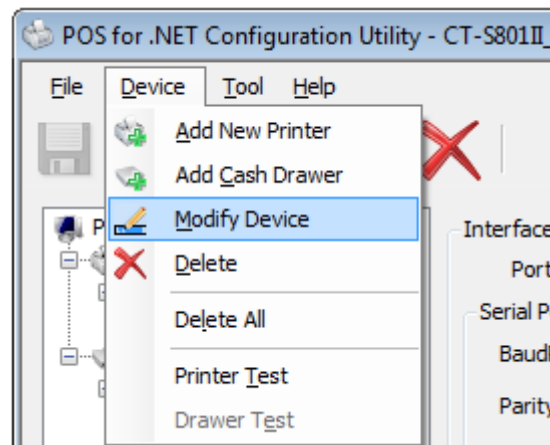 POS for .NET Configuration Utility - CT-S801II_
File Device Tool Help
Add New Printer
Add Cash Drawer
Modify Device
Interface
Delete
Port
Delete All
Serial
Printer Test
Drawer Test
Parity